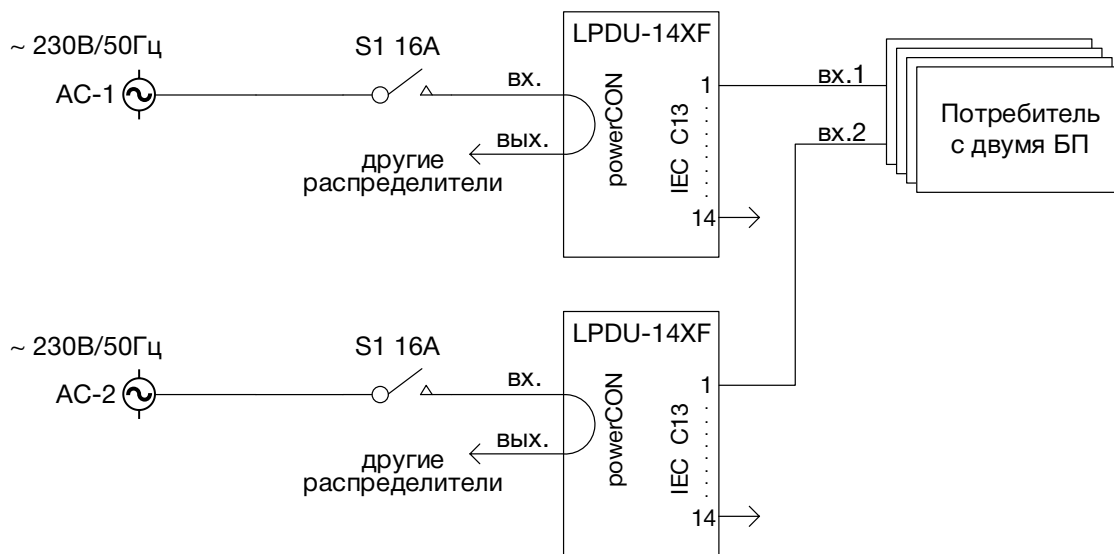 ~ 230В/50Гц
АС-1
S1 16А
вх.
вых.
другие
распределители
LPDU-14XF
powerCON
IEC C13
1
14
вх.1
вх.2
Потребитель
с двумя БП
~ 230В/50Гц
АС-2
S1 16А
вх.
вых.
другие
распределители
LPDU-14XF
powerCON
IEC C13
1
14